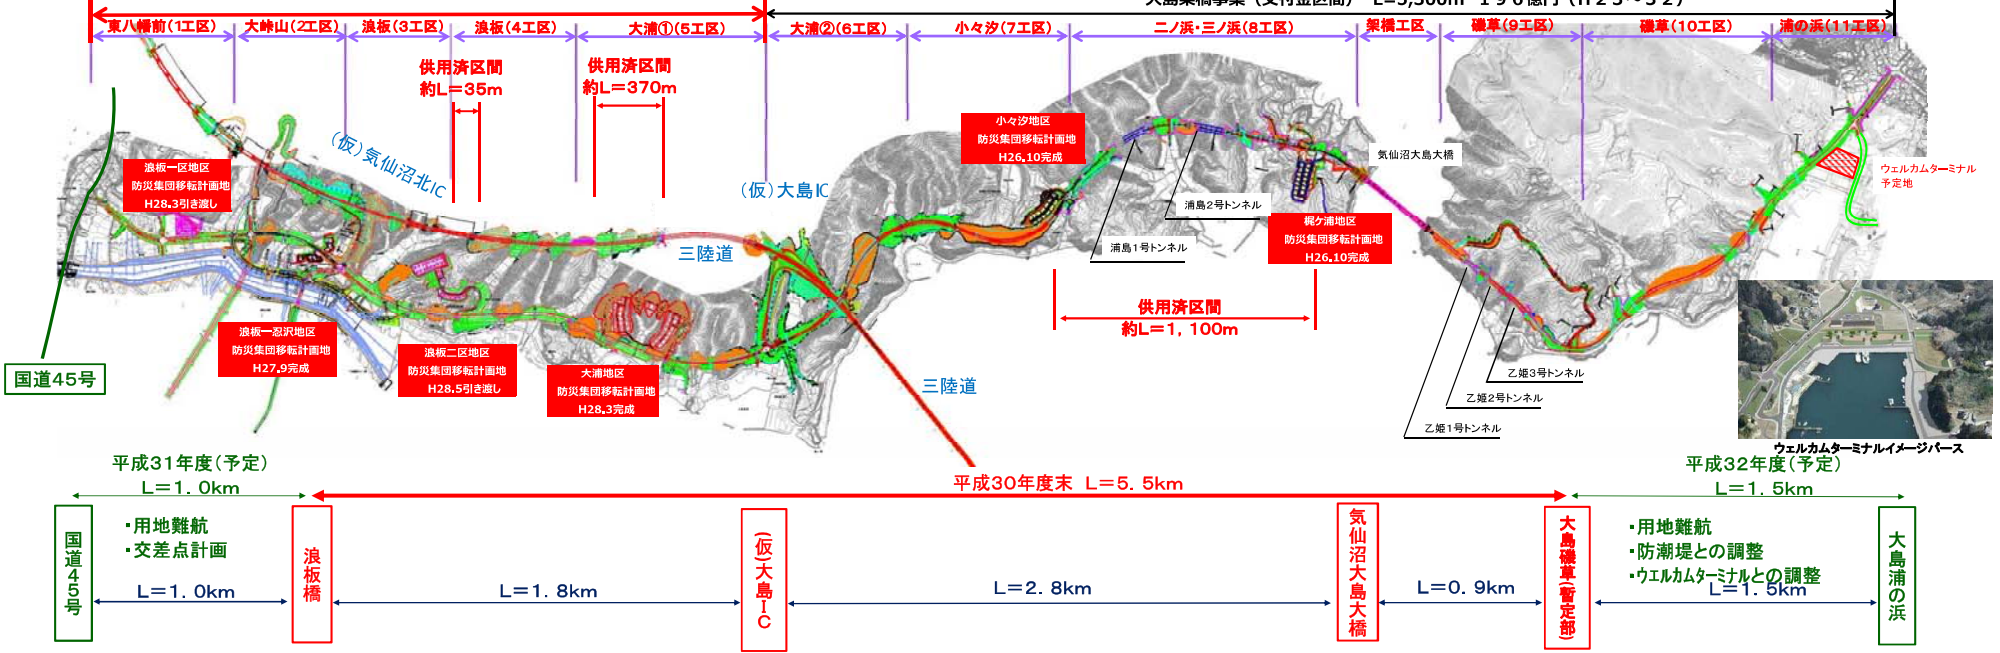 東八幡前(1工区)
大峠山(2工区)
浪板(3工区)
浪板(4工区)
大浦①(5工区)
大浦②(6工区)
小々汐(7工区)
二ノ浜・三ノ浜(8工区)
架橋工区
磯草(9工区)
磯草(10工区)
浦の浜(11工区)
供用済区間
約L=35m
供用済区間
約L=370m
(仮)気仙沼北IC
(仮)大島IC
三陸道
三陸道
浪板一区地区
防災集団移転計画地
H28.3引き渡し
浪板一忍沢地区
防災集団移転計画地
H27.9完成
浪板二区地区
防災集団移転計画地
H28.5引き渡し
大浦地区
防災集団移転計画地
H28.3完成
小々汐地区
防災集団移転計画地
H26.10完成
梶ケ浦地区
防災集団移転計画地
H26.10完成
気仙沼大島大橋
浦島2号トンネル
浦島1号トンネル
供用済区間
約L=1,100m
乙姫3号トンネル
乙姫2号トンネル
乙姫1号トンネル
ウェルカムターミナル
予定地
ウェルカムターミナルイメージパース
国道45号
平成31年度(予定)
L=1.0km
平成30年度末 L=5.5km
平成32年度(予定)
L=1.5km
国道45号
・用地難航
・交差点計画
L=1.0km
浪板橋
L=1.8km
(仮)大島IC
L=2.8km
気仙沼大島大橋
L=0.9km
大島磯草(暫定部)
・用地難航
・防潮堤との調整
・ウエルカムターミナルとの調整
L=1.5km
大島浦の浜